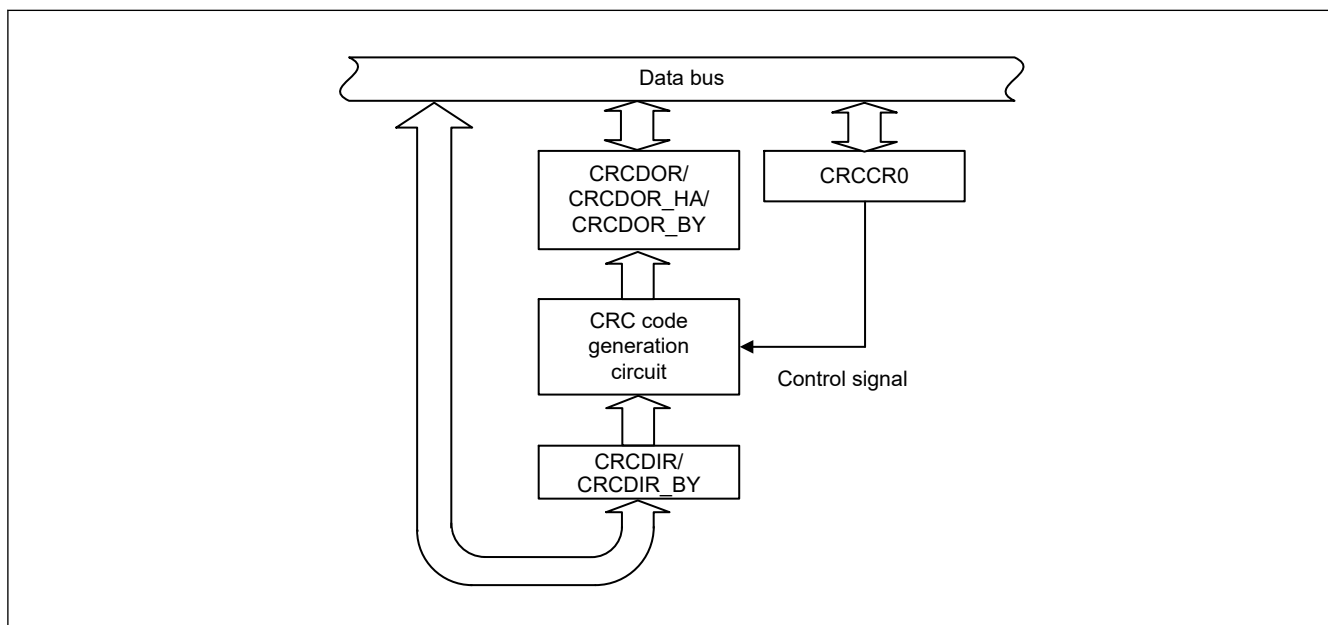 Data bus
CRCDOR/
CRCDOR_HA/
CRCDOR_BY
CRCCR0
CRC code
generation
circuit
Control signal
CRCDIR/
CRCDIR_BY